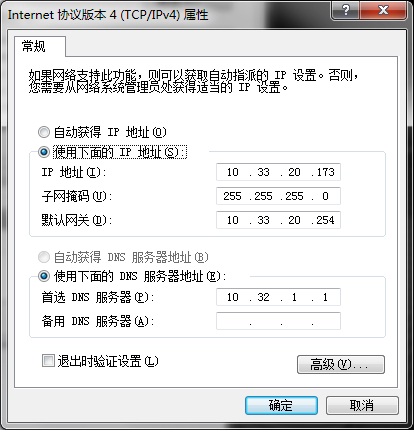 Internet 协议版本 4 (TCP/IPv4) 属性
常规
如果网络支持此功能，则可以获取自动指派的 IP 设置。否则，
您需要从网络系统管理员处获得适当的 IP 设置。
自动获得 IP 地址(O)
使用下面的 IP 地址(S):
IP 地址(I): 10 . 33 . 20 .173
子网掩码(U): 255 .255 .255 . 0
默认网关(D): 10 . 33 . 20 .254
自动获得 DNS 服务器地址(B)
使用下面的 DNS 服务器地址(E):
首选 DNS 服务器(P): 10 . 32 . 1 . 1
备用 DNS 服务器(A): . . .
退出时验证设置(L)
高级(V)...
确定 取消